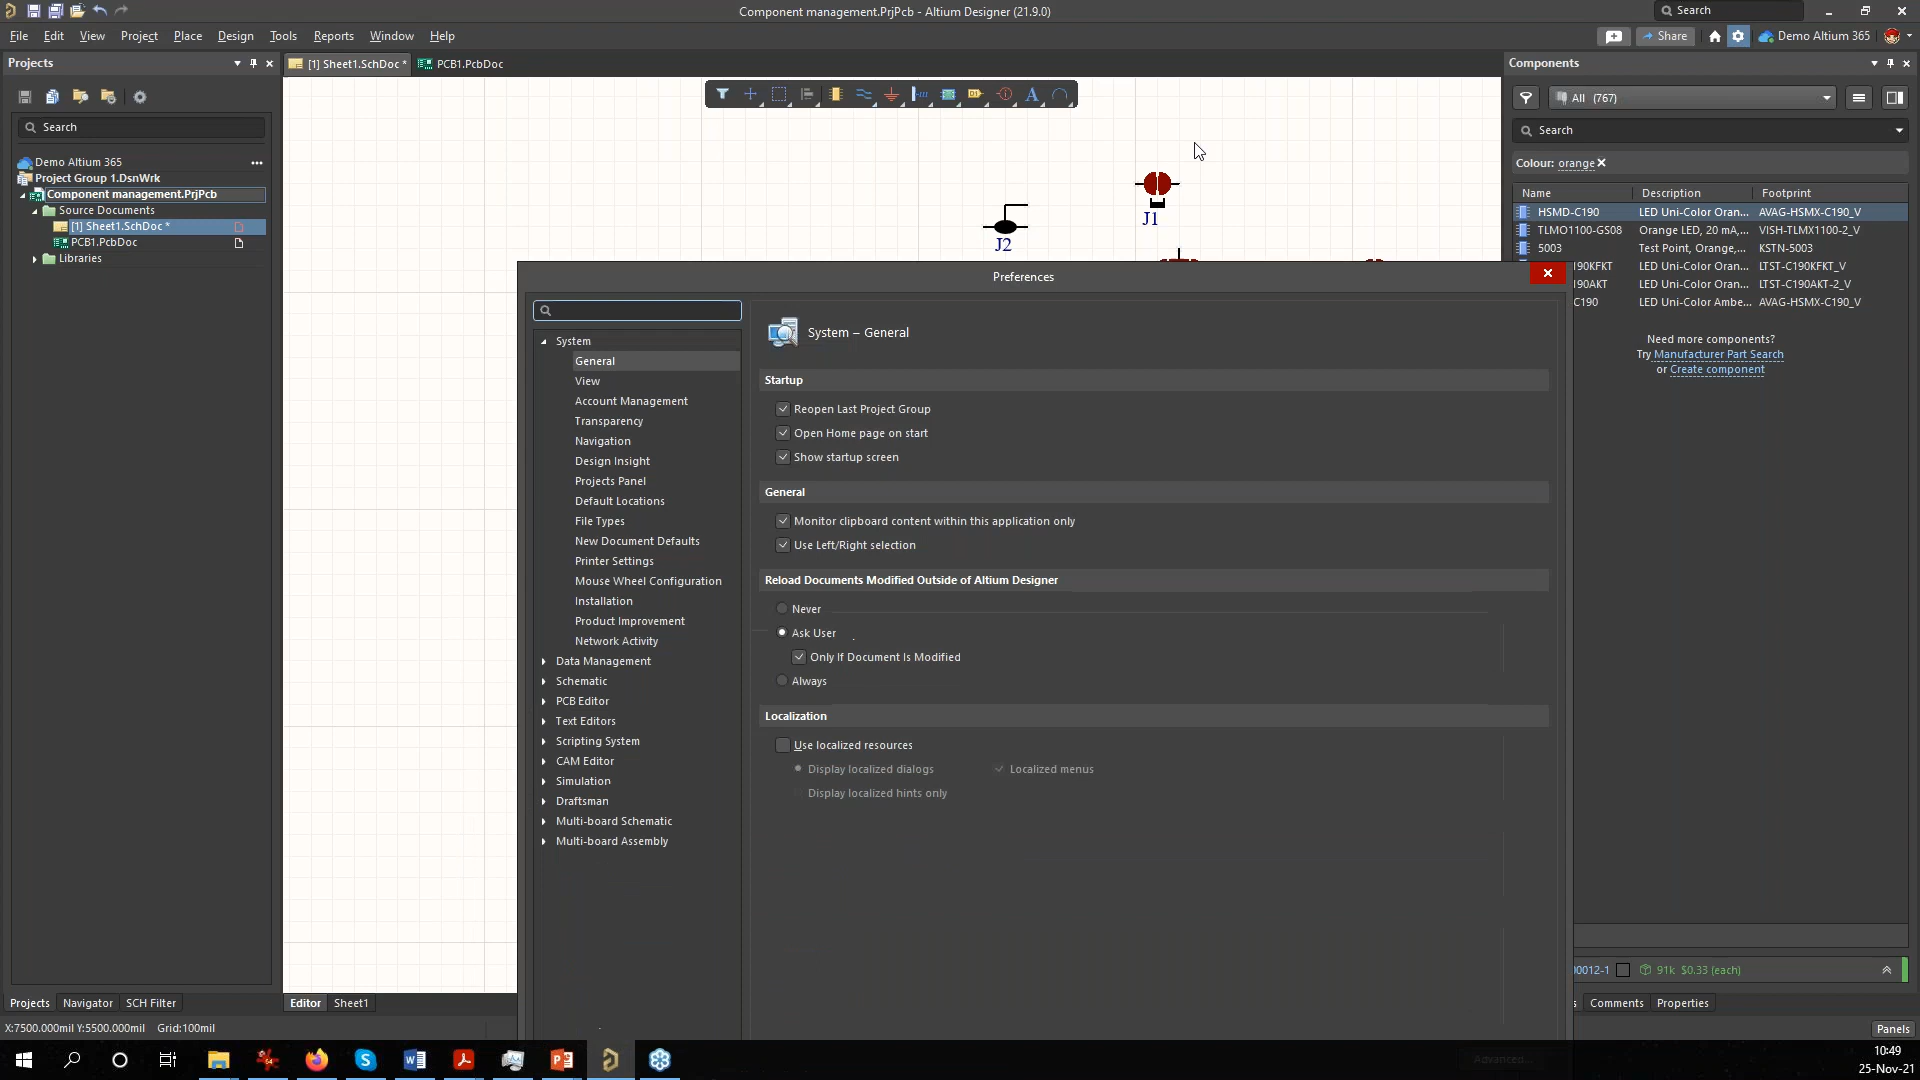 Component management.PrjPcb - Altium Designer (21.9.0)
Search
File Edit View Project Place Design Tools Reports Window Help
Share
Demo Altium 365
Projects
[1] Sheet1.SchDoc *
PCB1.PcbDoc
Components
All (767)
Search
Search
Demo Altium 365
Project Group 1.DsnWrk
Component management.PrjPcb
Source Documents
[1] Sheet1.SchDoc *
PCB1.PcbDoc
Libraries
J1
J2
Colour: orange
Name Description Footprint
HSMD-C190 LED Uni-Color Oran... AVAG-HSMX-C190_V
TLMO1100-GS08 Orange LED, 20 mA,... VISH-TLMX1100-2_V
5003 Test Point, Orange,... KSTN-5003
190KFKT LED Uni-Color Oran... LTST-C190KFKT_V
190AKT LED Uni-Color Oran... LTST-C190AKT-2_V
C190 LED Uni-Color Ambe... AVAG-HSMX-C190_V
Need more components?
Try Manufacturer Part Search
or Create component
Preferences
System
General
View
Account Management
Transparency
Navigation
Design Insight
Projects Panel
Default Locations
File Types
New Document Defaults
Printer Settings
Mouse Wheel Configuration
Installation
Product Improvement
Network Activity
Data Management
Schematic
PCB Editor
Text Editors
Scripting System
CAM Editor
Simulation
Draftsman
Multi-board Schematic
Multi-board Assembly
System – General
Startup
Reopen Last Project Group
Open Home page on start
Show startup screen
General
Monitor clipboard content within this application only
Use Left/Right selection
Reload Documents Modified Outside of Altium Designer
Never
Ask User
Only If Document Is Modified
Always
Localization
Use localized resources
Display localized dialogs
Localized menus
Display localized hints only
Advanced...
00012-1 91k $0.33 (each)
Projects Navigator SCH Filter
Editor Sheet1
s Comments Properties
X:7500.000mil Y:5500.000mil Grid:100mil
Panels
10:49
25-Nov-21